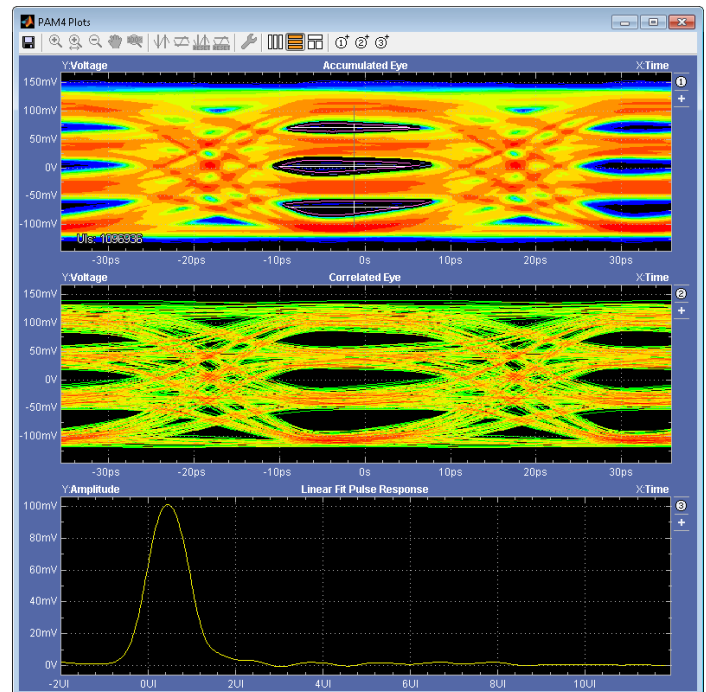 PAM4 Plots
Y:Voltage Accumulated Eye X:Time
150mV
100mV
50mV
0V
-50mV
-100mV
UIs: 1096936
-30ps -20ps -10ps 0s 10ps 20ps 30ps
1
Y:Voltage Correlated Eye X:Time
150mV
100mV
50mV
0V
-50mV
-100mV
-30ps -20ps -10ps 0s 10ps 20ps 30ps
2
Y:Amplitude Linear Fit Pulse Response X:Time
100mV
80mV
60mV
40mV
20mV
0V
-2UI 0UI 2UI 4UI 6UI 8UI 10UI
3